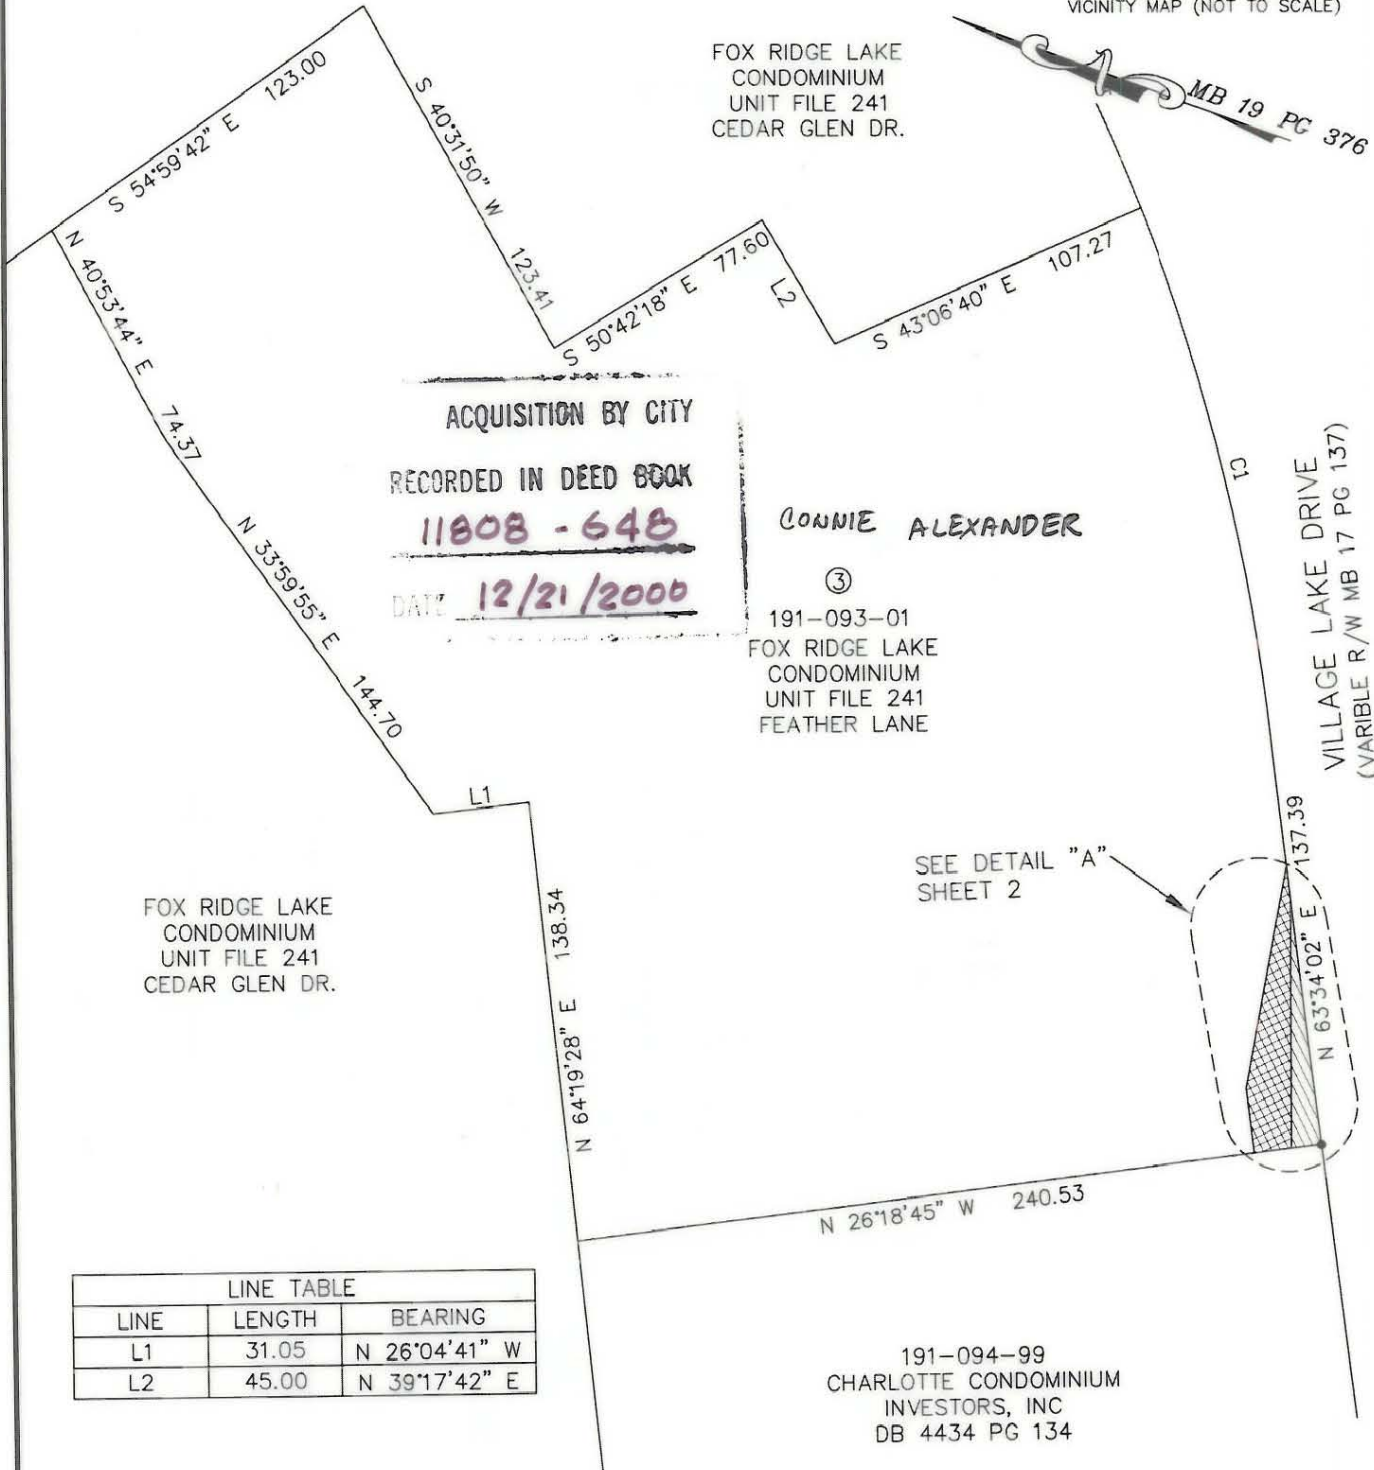 VICINITY MAP (NOT TO SCALE)
MB 19 PG 376
FOX RIDGE LAKE
CONDOMINIUM
UNIT FILE 241
CEDAR GLEN DR.
S 54°59'42" E 123.00
S 40°31'50" W 123.41
N 40°53'44" E 74.37
S 50°42'18" E 77.60
L2
S 43°06'40" E 107.27
C1
VILLAGE LAKE DRIVE
(VARIBLE R/W MB 17 PG 137)
ACQUISITION BY CITY
RECORDED IN DEED BOOK
11808 - 648
DATE 12/21/2000
CONNIE ALEXANDER
3
191-093-01
FOX RIDGE LAKE
CONDOMINIUM
UNIT FILE 241
FEATHER LANE
N 33°59'55" E 144.70
L1
N 64°19'28" E 138.34
SEE DETAIL "A"
SHEET 2
N 63°34'02" E 137.39
FOX RIDGE LAKE
CONDOMINIUM
UNIT FILE 241
CEDAR GLEN DR.
N 26°18'45" W 240.53
LINE TABLE
LINE LENGTH BEARING
L1 31.05 N 26°04'41" W
L2 45.00 N 39°17'42" E
191-094-99
CHARLOTTE CONDOMINIUM
INVESTORS, INC
DB 4434 PG 134